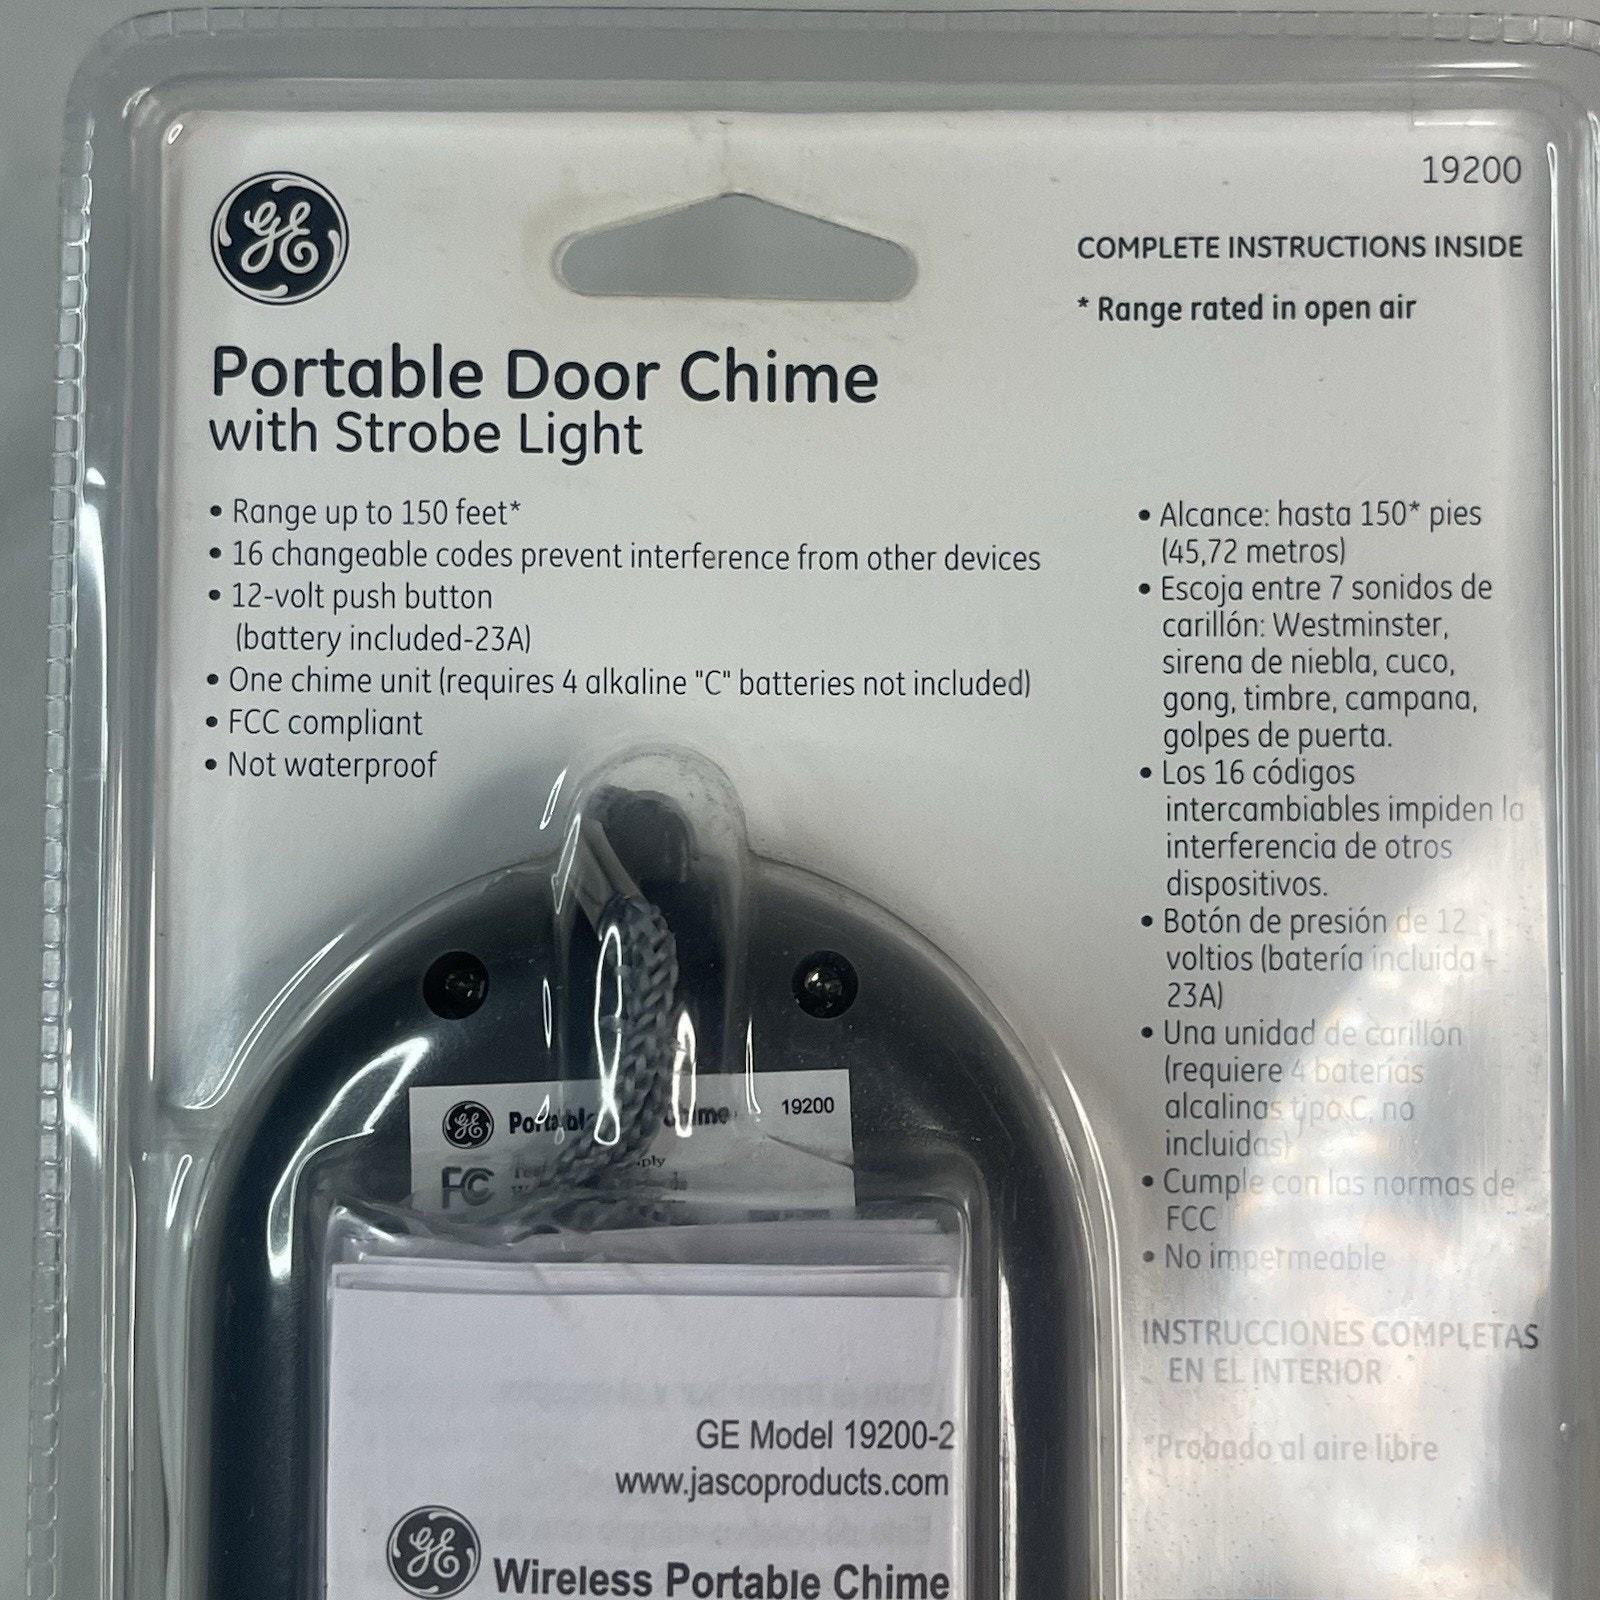 GE
19200
COMPLETE INSTRUCTIONS INSIDE
* Range rated in open air
Portable Door Chime
with Strobe Light
• Range up to 150 feet*
• 16 changeable codes prevent interference from other devices
• 12-volt push button
(battery included-23A)
• One chime unit (requires 4 alkaline "C" batteries not included)
• FCC compliant
• Not waterproof
• Alcance: hasta 150* pies
(45,72 metros)
• Escoja entre 7 sonidos de
carillón: Westminster,
sirena de niebla, cuco,
gong, timbre, campana,
golpes de puerta.
• Los 16 códigos
intercambiables impiden la
interferencia de otros
dispositivos.
• Botón de presión de 12
voltios (batería incluida -
23A)
• Una unidad de carillón
(requiere 4 baterías
alcalinas tipo C, no
incluidas)
• Cumple con las normas de
FCC
• No impermeable
INSTRUCCIONES COMPLETAS
EN EL INTERIOR
*Probado al aire libre
GE Portable Chime 19200
FC
GE Model 19200-2
www.jascoproducts.com
GE Wireless Portable Chime